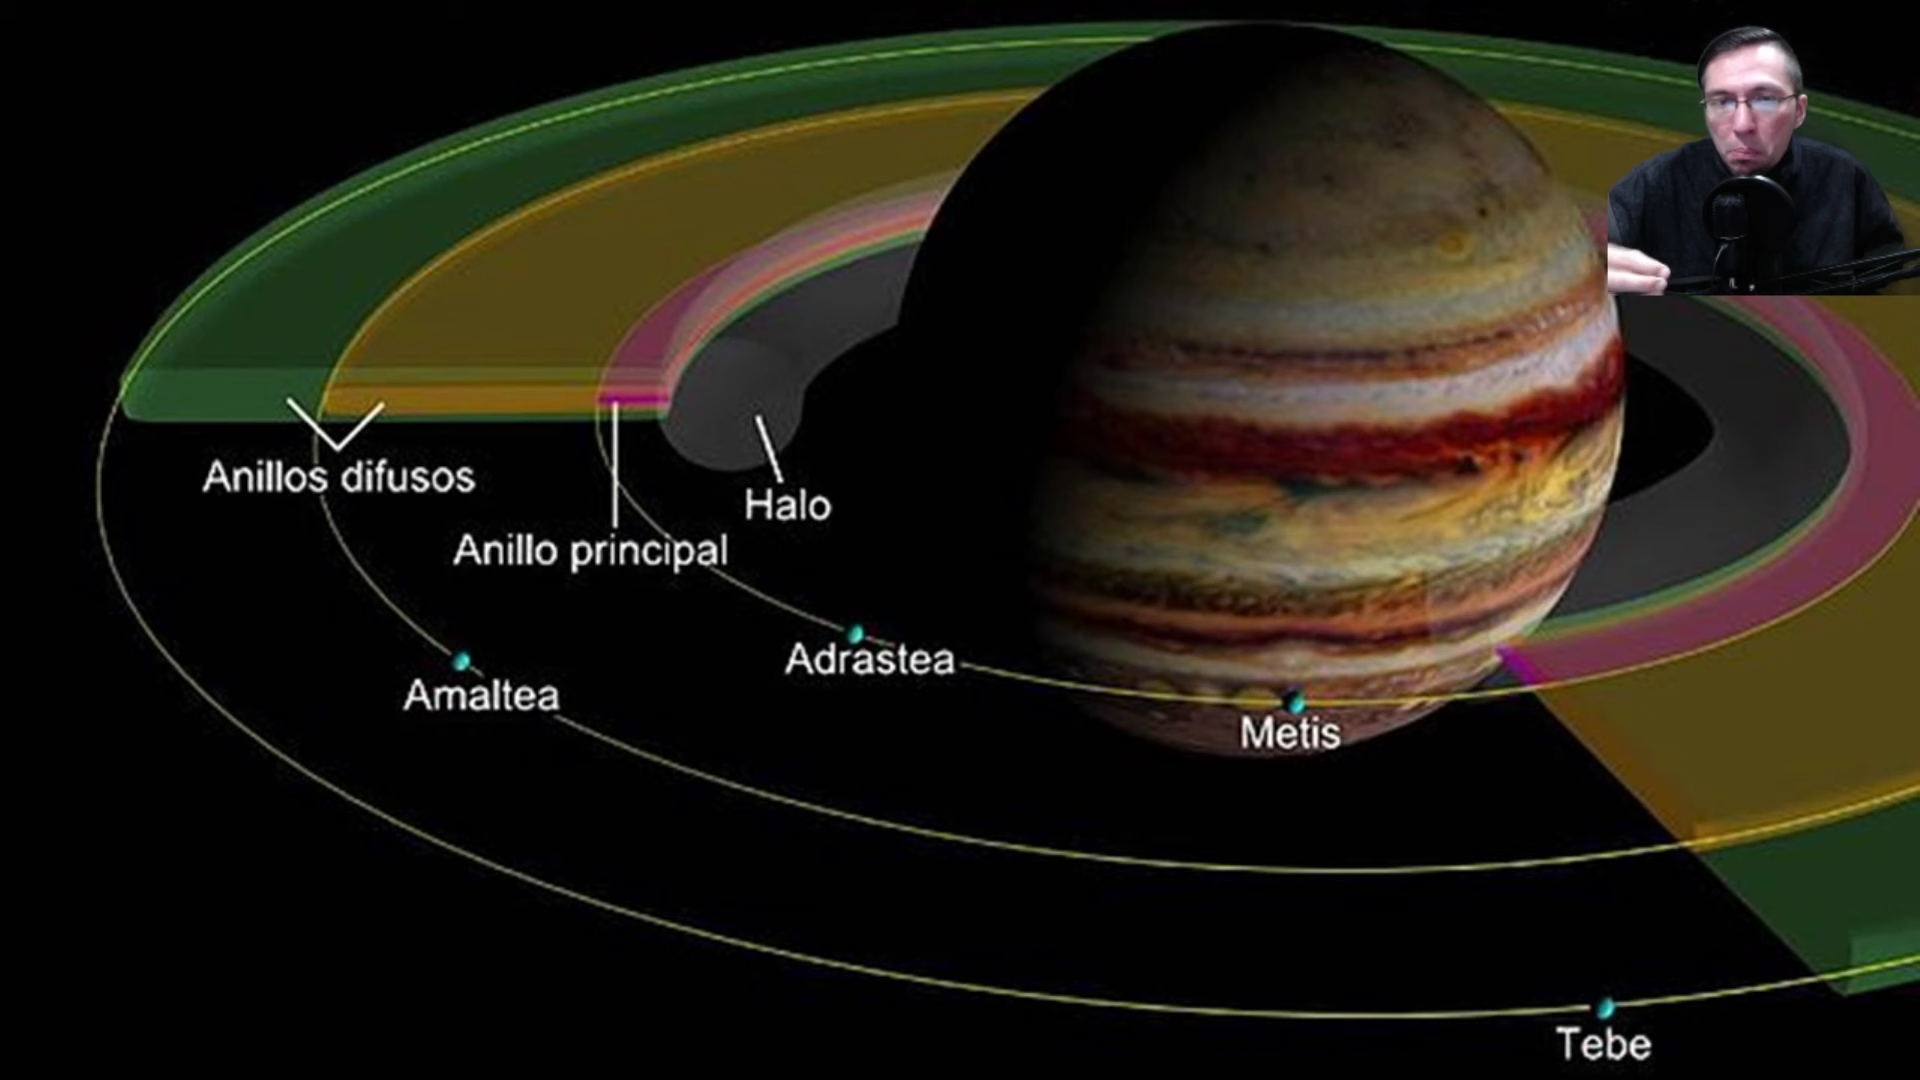 Anillos difusos
Halo
Anillo principal
Adrastea
Amaltea
Metis
Tebe